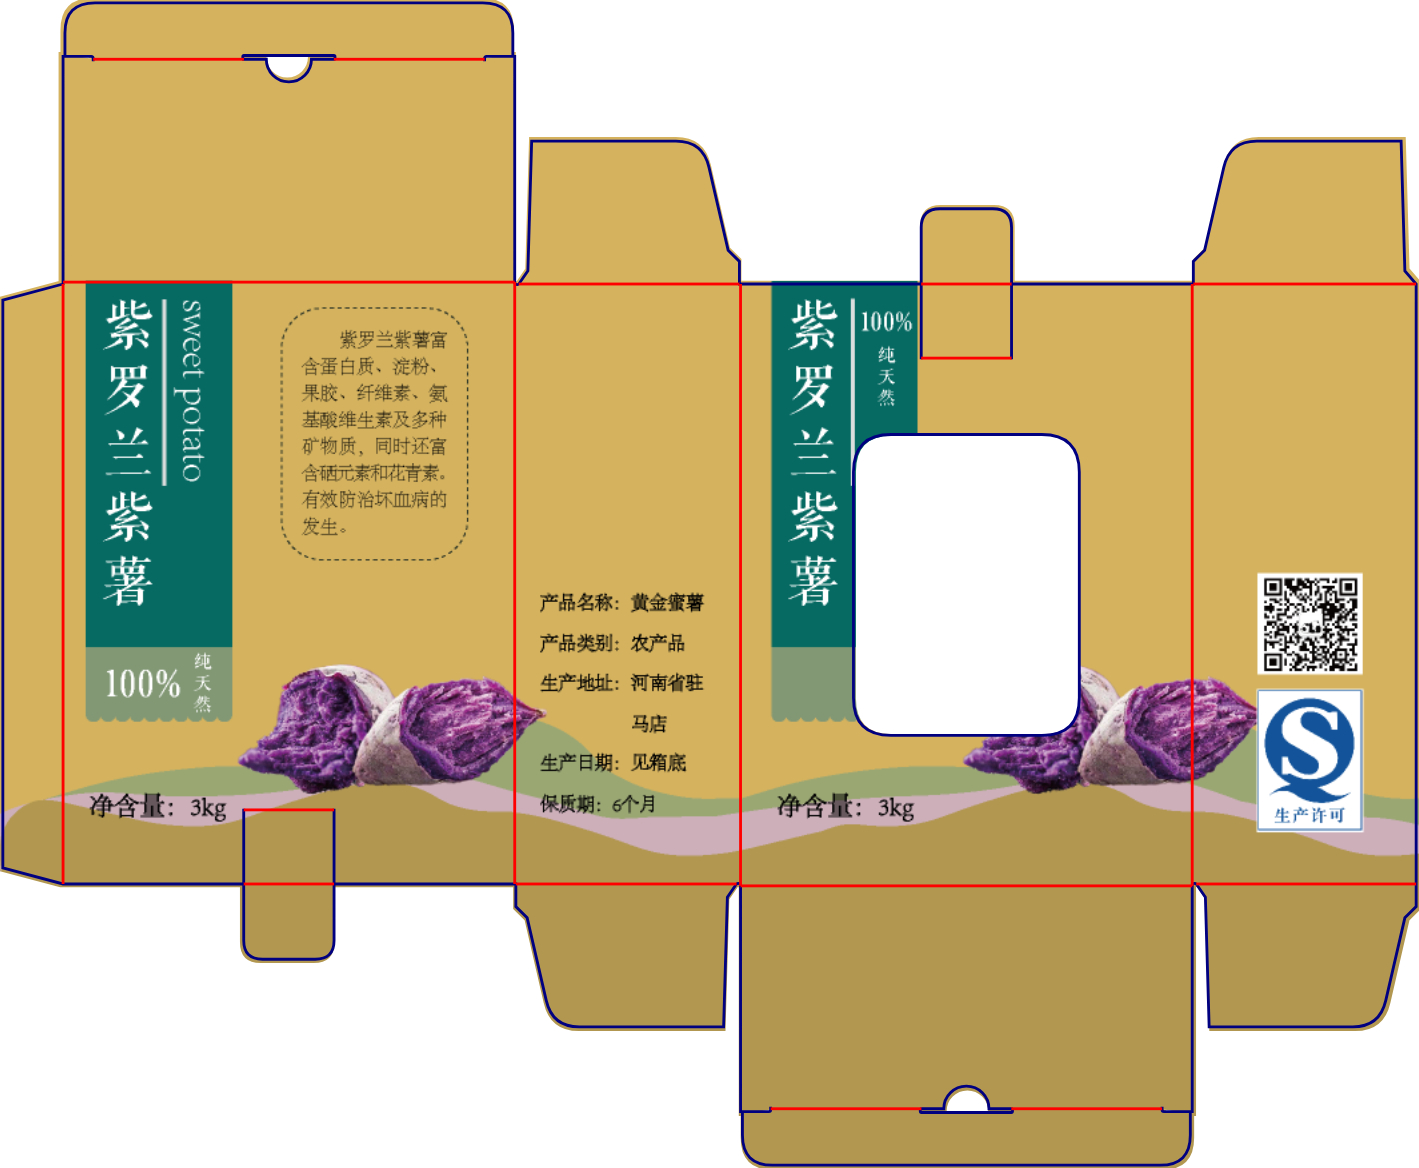 紫罗兰紫薯
sweet potato
100%
纯天然
紫罗兰紫薯富
含蛋白质、淀粉、
果胶、纤维素、氨
基酸维生素及多种
矿物质，同时还富
含硒元素和花青素。
有效防治坏血病的
发生。
净含量：3kg
产品名称：黄金蜜薯
产品类别：农产品
生产地址：河南省驻
马店
生产日期：见箱底
保质期：6个月
紫罗兰紫薯
100%
纯天然
净含量：3kg
生产许可